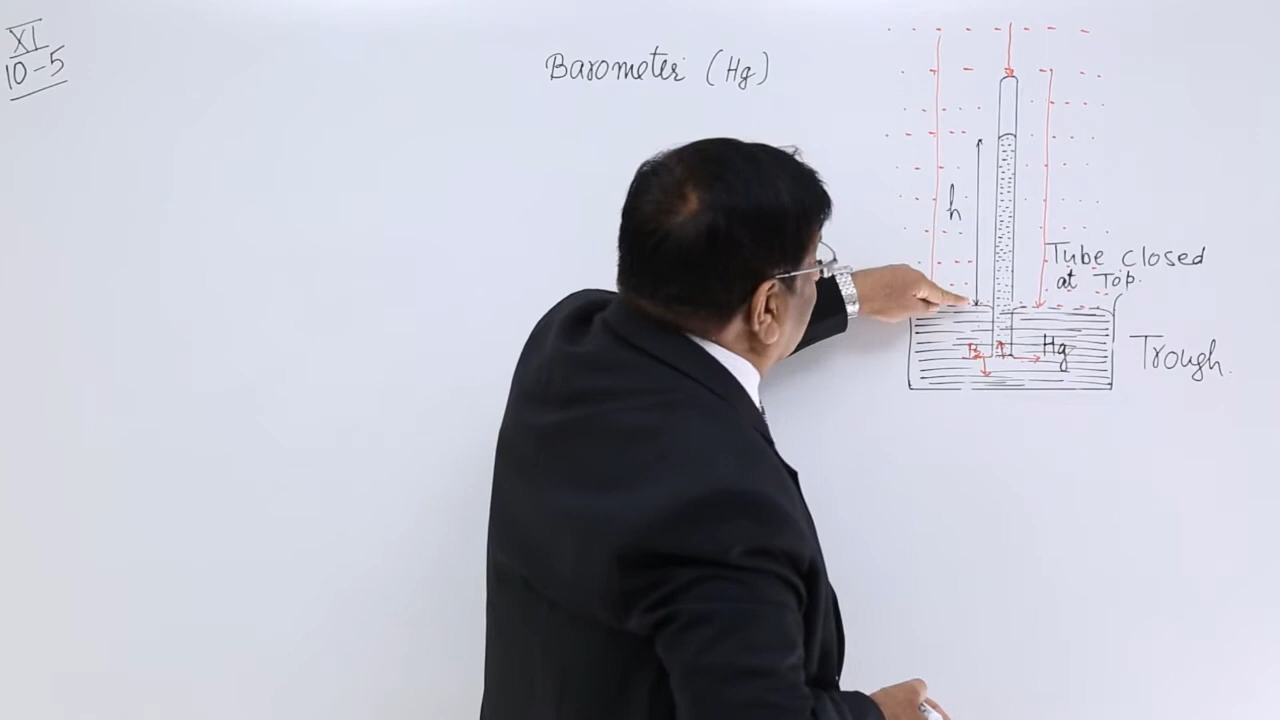 XI
10-5
Barometer (Hg)
h
Tube closed
at Top.
Hg
Trough.